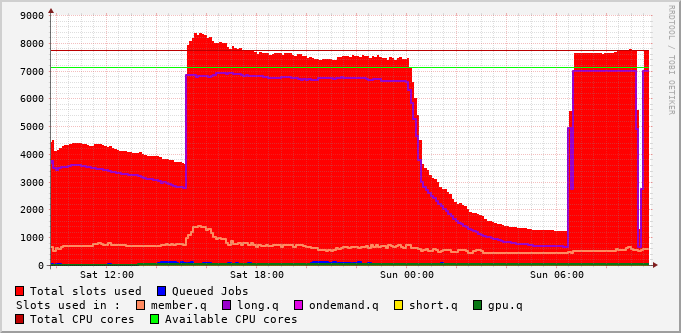 9000
8000
7000
6000
5000
4000
3000
2000
1000
0
Sat 12:00 Sat 18:00 Sun 00:00 Sun 06:00
RRDTOOL / TOBI OETIKER
Total slots used Queued Jobs
Slots used in : member.q long.q ondemand.q short.q gpu.q
Total CPU cores Available CPU cores